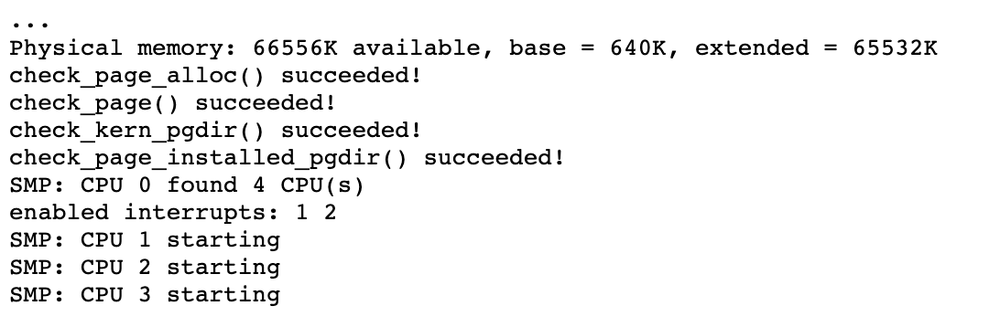 ...
Physical memory: 66556K available, base = 640K, extended = 65532K
check_page_alloc() succeeded!
check_page() succeeded!
check_kern_pgdir() succeeded!
check_page_installed_pgdir() succeeded!
SMP: CPU 0 found 4 CPU(s)
enabled interrupts: 1 2
SMP: CPU 1 starting
SMP: CPU 2 starting
SMP: CPU 3 starting